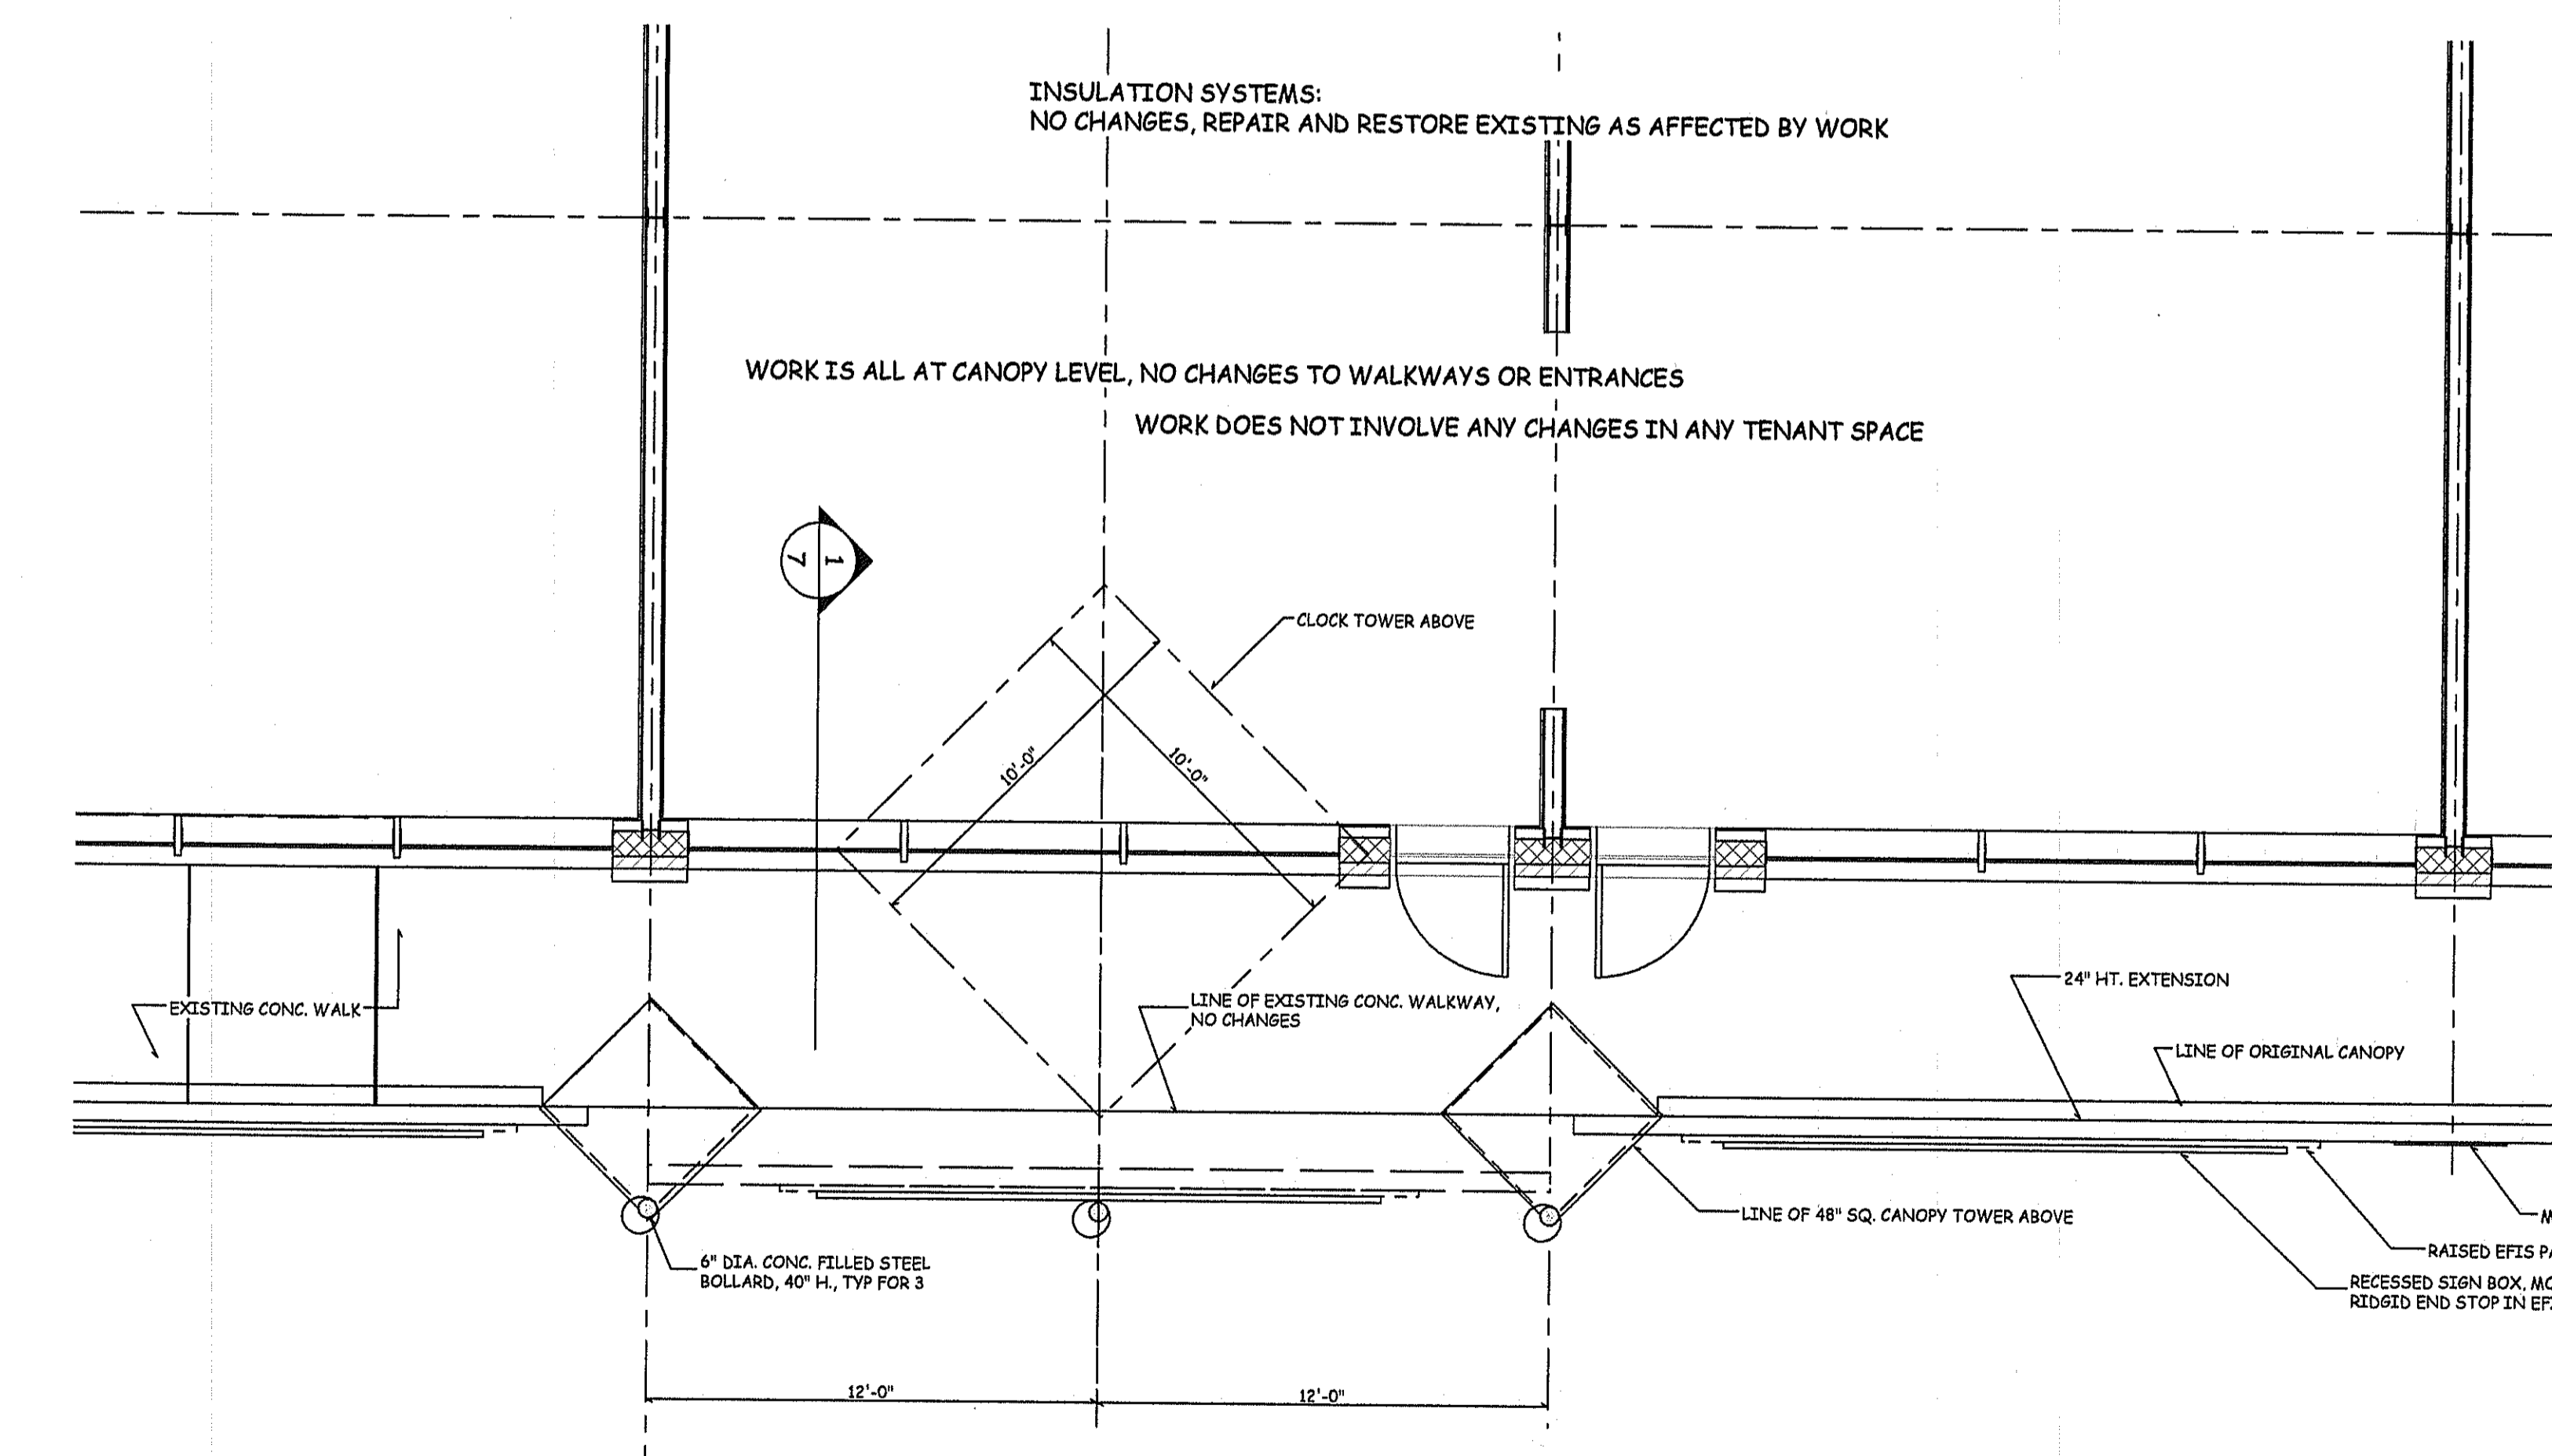 INSULATION SYSTEMS:
NO CHANGES, REPAIR AND RESTORE EXISTING AS AFFECTED BY WORK
WORK IS ALL AT CANOPY LEVEL, NO CHANGES TO WALKWAYS OR ENTRANCES
WORK DOES NOT INVOLVE ANY CHANGES IN ANY TENANT SPACE
1
7
CLOCK TOWER ABOVE
10'-0"
10'-0"
EXISTING CONC. WALK
LINE OF EXISTING CONC. WALKWAY,
NO CHANGES
24" HT. EXTENSION
LINE OF ORIGINAL CANOPY
LINE OF 48" SQ. CANOPY TOWER ABOVE
RAISED EFIS
6" DIA. CONC. FILLED STEEL
BOLLARD, 40" H., TYP FOR 3
RECESSED SIGN BOX,
RIDGID END STOP IN
12'-0"
12'-0"